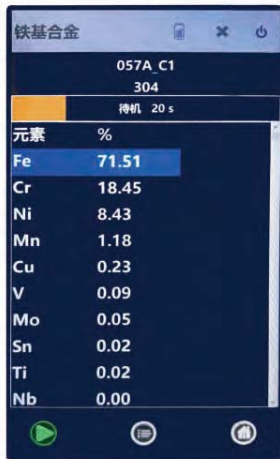 铁基合金
057A_C1
304
待机 20 s
元素 %
Fe 71.51
Cr 18.45
Ni 8.43
Mn 1.18
Cu 0.23
V 0.09
Mo 0.05
Sn 0.02
Ti 0.02
Nb 0.00